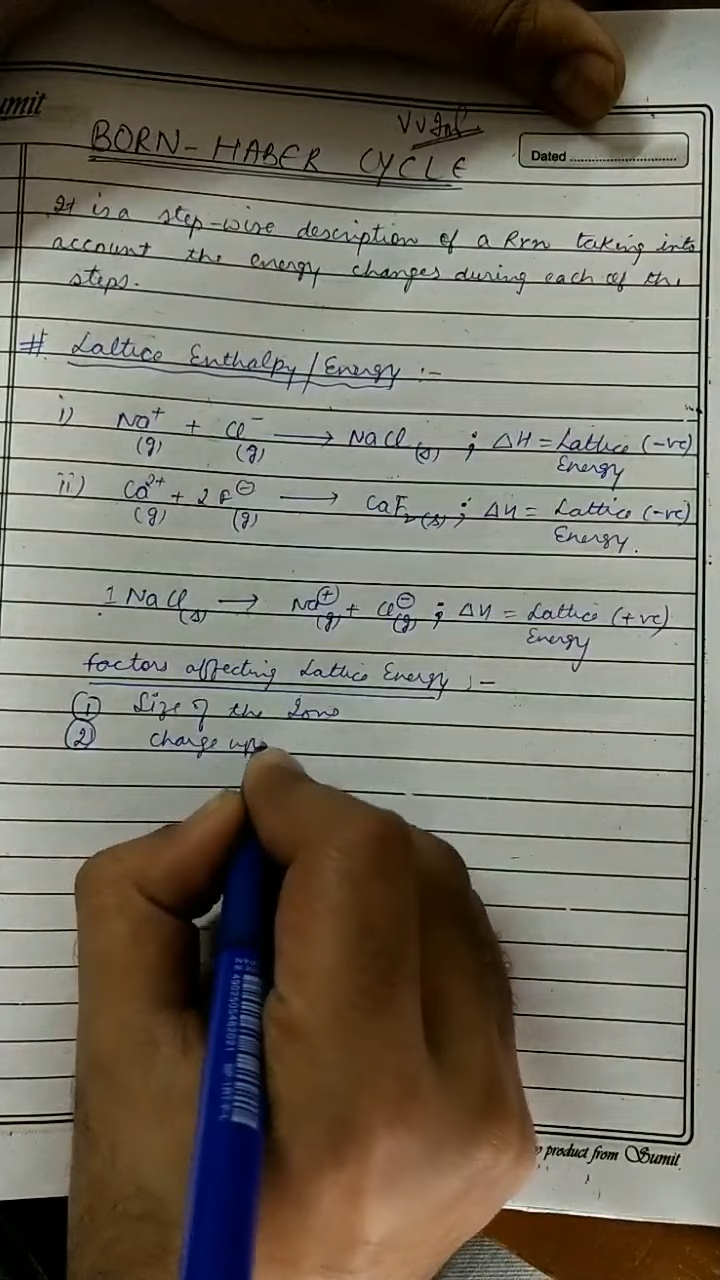 umit
VVImp
BORN-HABER CYCLE
Dated
It is a step-wise description of a Rxn taking into
account the energy changes during each of the
steps.
# Lattice Enthalpy/Energy :-
i) Na⁺(g) + Cl⁻(g) ⟶ NaCl(s) ; ΔH = Lattice Energy (-ve)
ii) Ca²⁺(g) + 2F⊖(g) ⟶ CaF₂(s) ; ΔH = Lattice Energy. (-ve)
1 NaCl(s) ⟶ Na⊕(g) + Cl⊖(g) ; ΔH = Lattice Energy (+ve)
factors affecting Lattice Energy :-
① Size of the Ions
② charge upo
product from Sumit